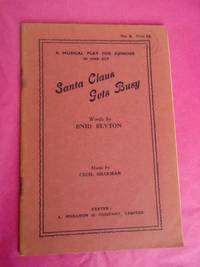 No. 2. Price 6d.
A MUSICAL PLAY FOR JUNIORS
IN ONE ACT
Santa Claus
Gets Busy
Words by
ENID BLYTON
Music by
CECIL SHARMAN
EXETER:
A. WHEATON & COMPANY, LIMITED